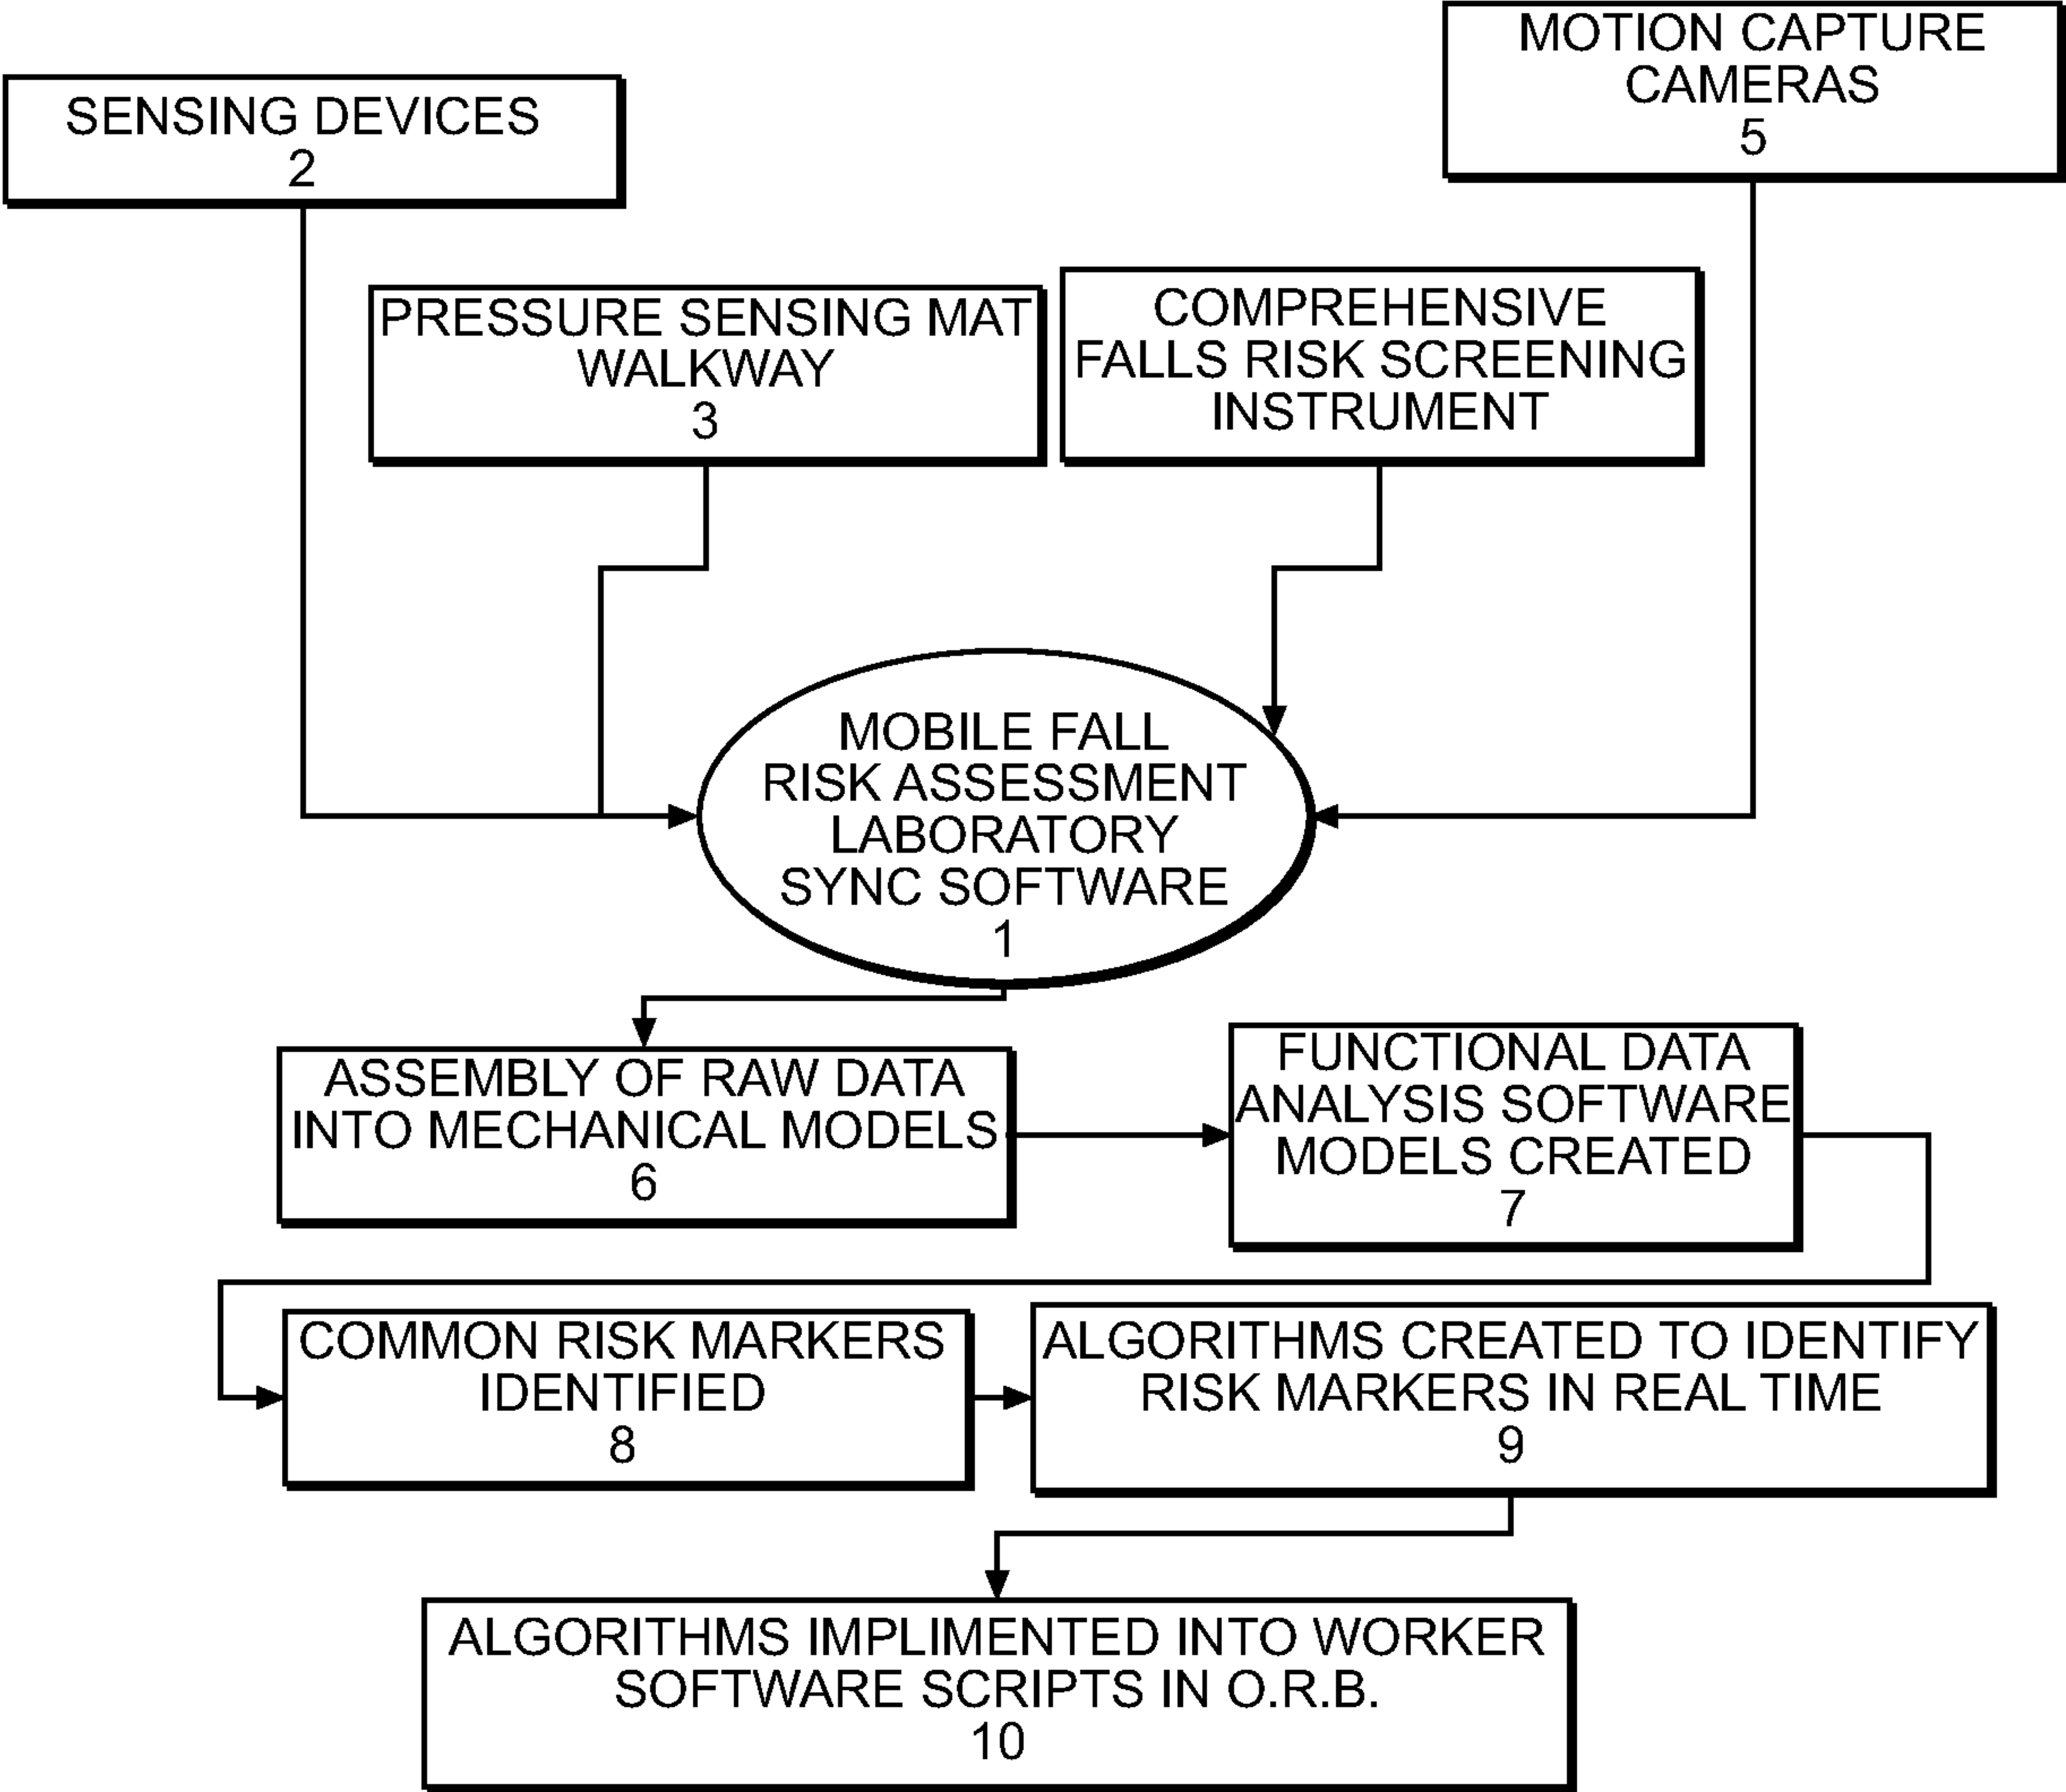 MOTION CAPTURE
CAMERAS
5
SENSING DEVICES
2
PRESSURE SENSING MAT
WALKWAY
3
COMPREHENSIVE
FALLS RISK SCREENING
INSTRUMENT
MOBILE FALL
RISK ASSESSMENT
LABORATORY
SYNC SOFTWARE
1
ASSEMBLY OF RAW DATA
INTO MECHANICAL MODELS
6
FUNCTIONAL DATA
ANALYSIS SOFTWARE
MODELS CREATED
7
COMMON RISK MARKERS
IDENTIFIED
8
ALGORITHMS CREATED TO IDENTIFY
RISK MARKERS IN REAL TIME
9
ALGORITHMS IMPLIMENTED INTO WORKER
SOFTWARE SCRIPTS IN O.R.B.
10